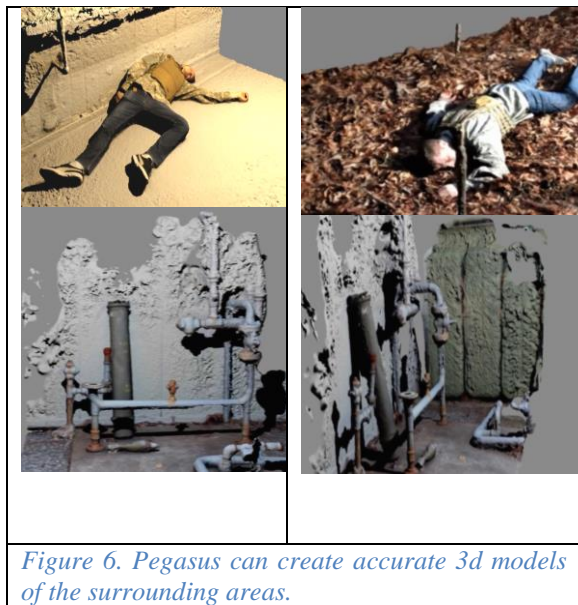 Figure 6. Pegasus can create accurate 3d models
of the surrounding areas.